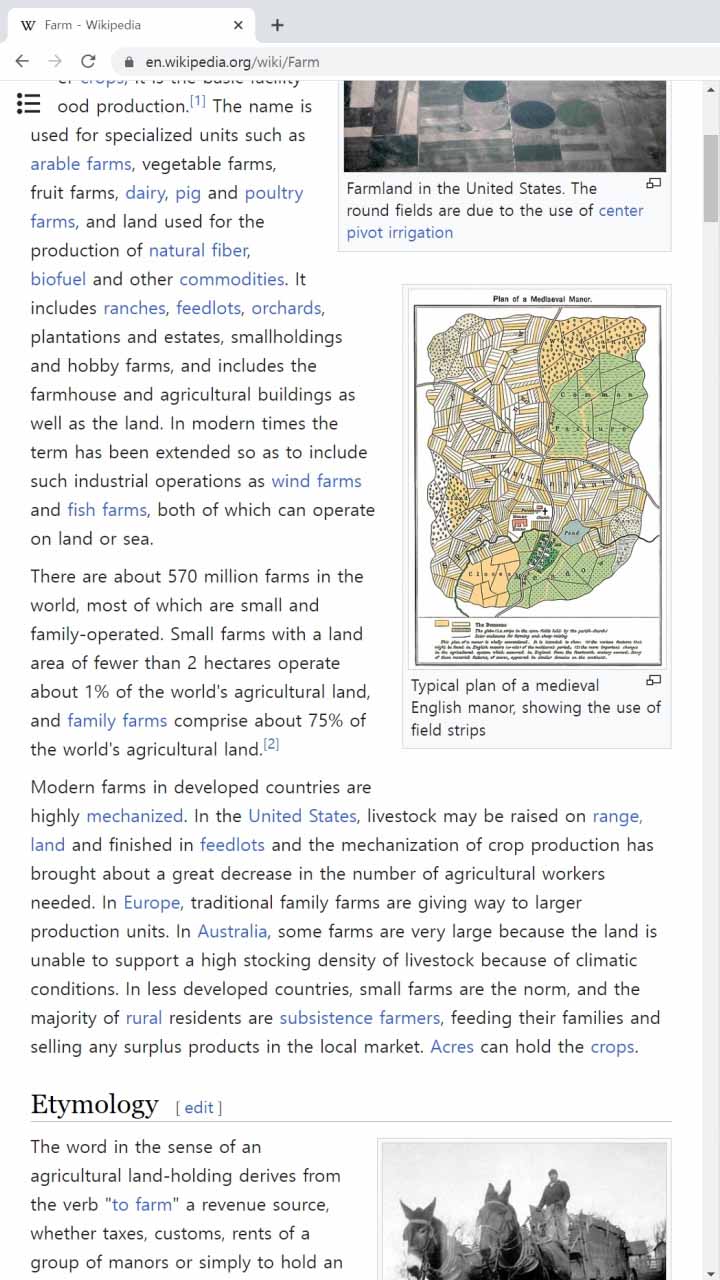 Farm - Wikipedia
en.wikipedia.org/wiki/Farm
ood production.[1] The name is
used for specialized units such as
arable farms, vegetable farms,
fruit farms, dairy, pig and poultry
farms, and land used for the
production of natural fiber,
biofuel and other commodities. It
includes ranches, feedlots, orchards,
plantations and estates, smallholdings
and hobby farms, and includes the
farmhouse and agricultural buildings as
well as the land. In modern times the
term has been extended so as to include
such industrial operations as wind farms
and fish farms, both of which can operate
on land or sea.
Farmland in the United States. The
round fields are due to the use of center
pivot irrigation
Plan of a Mediaeval Manor.
Common
Pasture
Pond
The Demesne
Typical plan of a medieval
English manor, showing the use of
field strips
There are about 570 million farms in the
world, most of which are small and
family-operated. Small farms with a land
area of fewer than 2 hectares operate
about 1% of the world's agricultural land,
and family farms comprise about 75% of
the world's agricultural land.[2]
Modern farms in developed countries are
highly mechanized. In the United States, livestock may be raised on range,
land and finished in feedlots and the mechanization of crop production has
brought about a great decrease in the number of agricultural workers
needed. In Europe, traditional family farms are giving way to larger
production units. In Australia, some farms are very large because the land is
unable to support a high stocking density of livestock because of climatic
conditions. In less developed countries, small farms are the norm, and the
majority of rural residents are subsistence farmers, feeding their families and
selling any surplus products in the local market. Acres can hold the crops.
Etymology [ edit ]
The word in the sense of an
agricultural land-holding derives from
the verb "to farm" a revenue source,
whether taxes, customs, rents of a
group of manors or simply to hold an